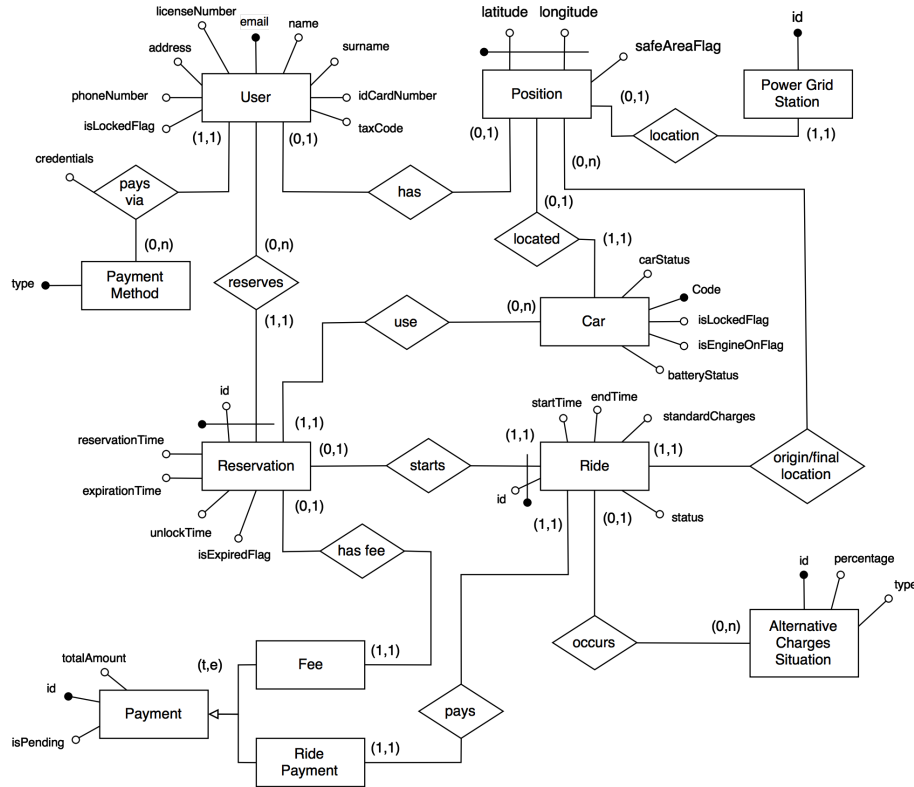 latitude longitude
licenseNumber email name
id
address surname safeAreaFlag
User
Position
Power Grid
Station
phoneNumber idCardNumber
isLockedFlag taxCode
(0,1)
(1,1) (0,1) (0,1)
location
(1,1)
credentials
(0,n)
pays
via
has
(0,1)
(0,n) (0,n)
located
(1,1)
carStatus
type
Payment
Method
reserves
Code
(1,1)
use
(0,n)
Car
isLockedFlag
isEngineOnFlag
batteryStatus
id
startTime endTime
standardCharges
(1,1)
reservationTime
(0,1)
(1,1) (1,1)
Reservation
starts
Ride
origin/final
location
expirationTime
id
(0,1)
(1,1) (0,1)
status
unlockTime
isExpiredFlag
has fee
id percentage
type
(0,n)
Alternative
Charges
Situation
occurs
(t,e)
Fee
(1,1)
totalAmount
id
Payment
pays
isPending
Ride
Payment
(1,1)